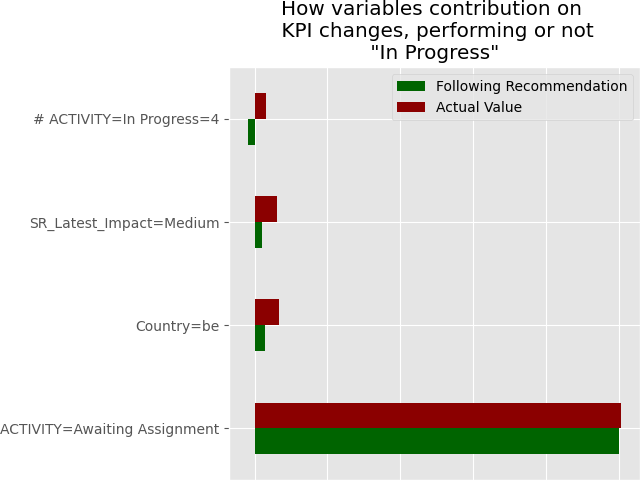 How variables contribution on
KPI changes, performing or not
"In Progress"
Following Recommendation
Actual Value
# ACTIVITY=In Progress=4
SR_Latest_Impact=Medium
Country=be
ACTIVITY=Awaiting Assignment